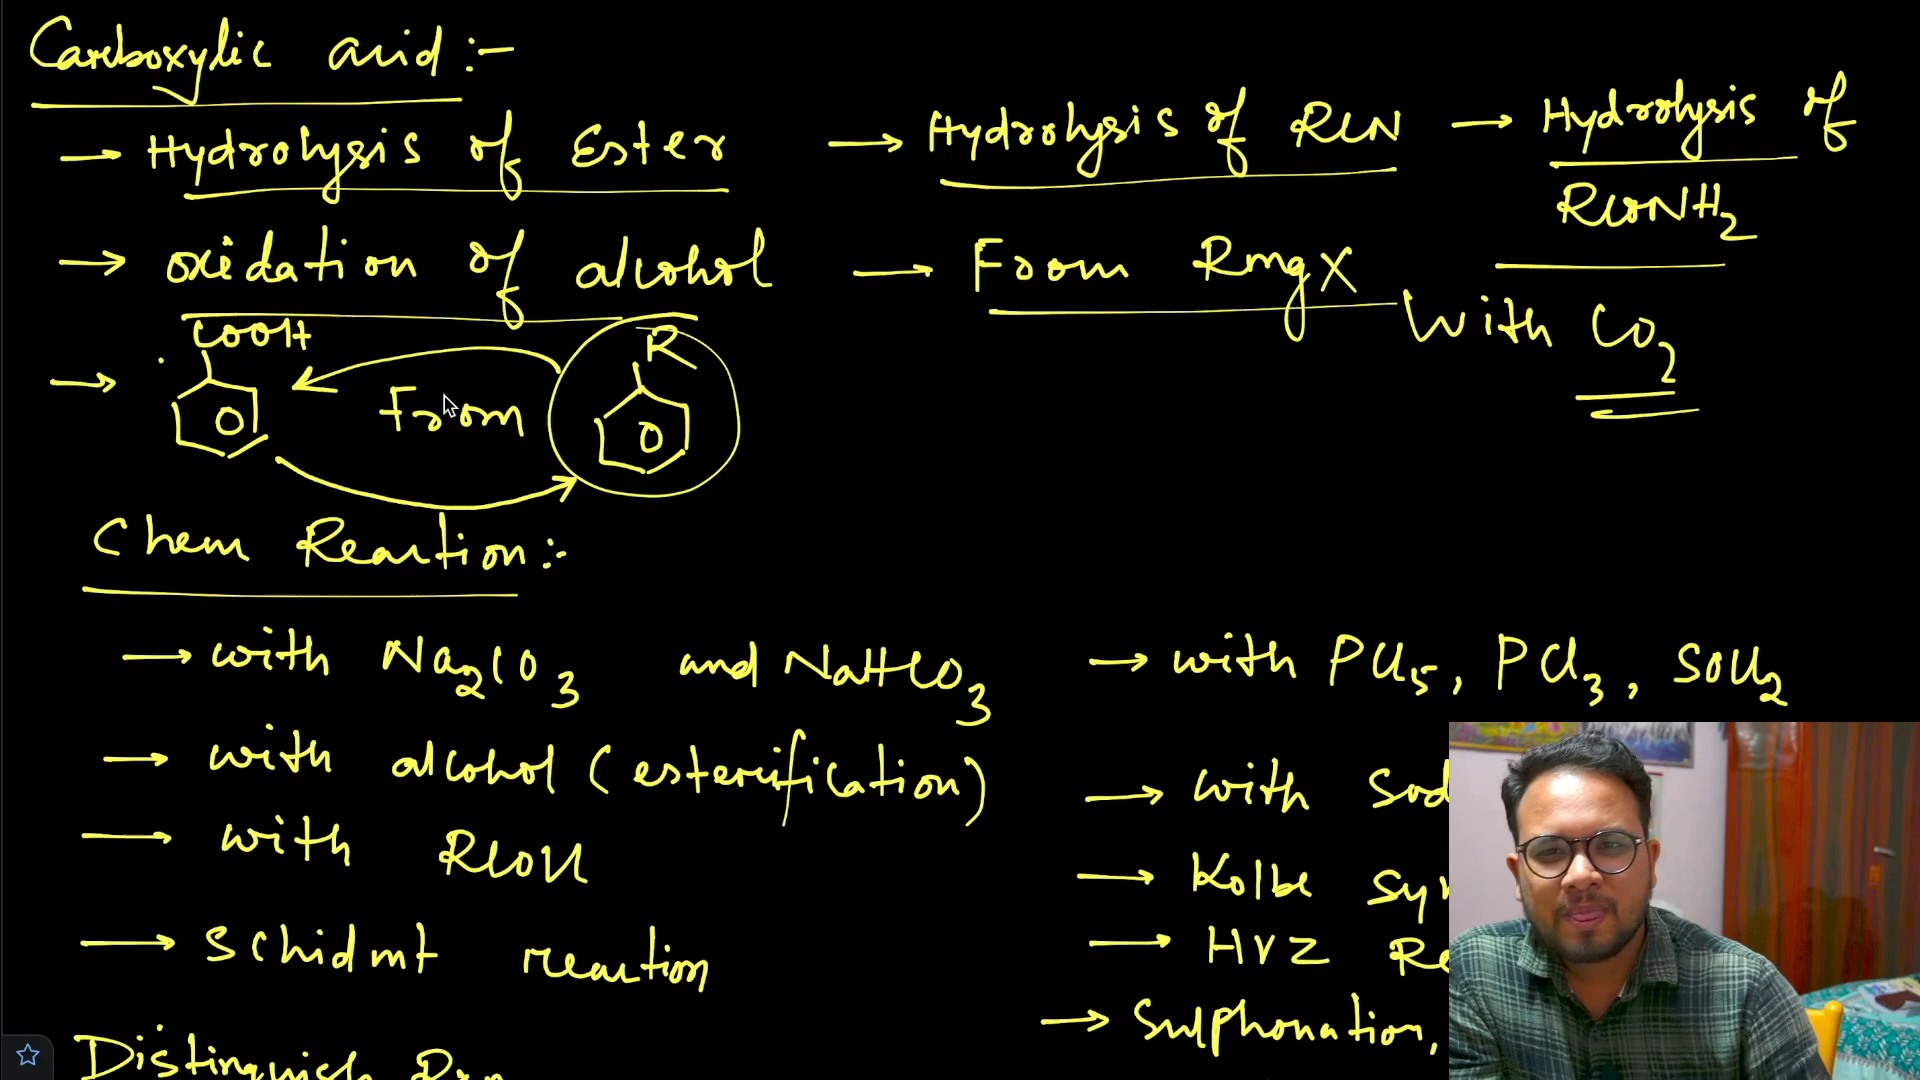 Carboxylic acid :-
→ Hydrolysis of Ester → Hydrolysis of RCN → Hydrolysis of
RCONH2
→ oxidation of alcohol → From RMgX With CO2
COOH R
→ From
Chem Reaction :-
→ with Na2CO3 and NaHCO3 → with PCl5, PCl3, SOCl2
→ with alcohol (esterification) → with
→ with RCOCl → Kolbe
→ Schidmt reaction → HVZ
→ Sulphonation,
Distinguish